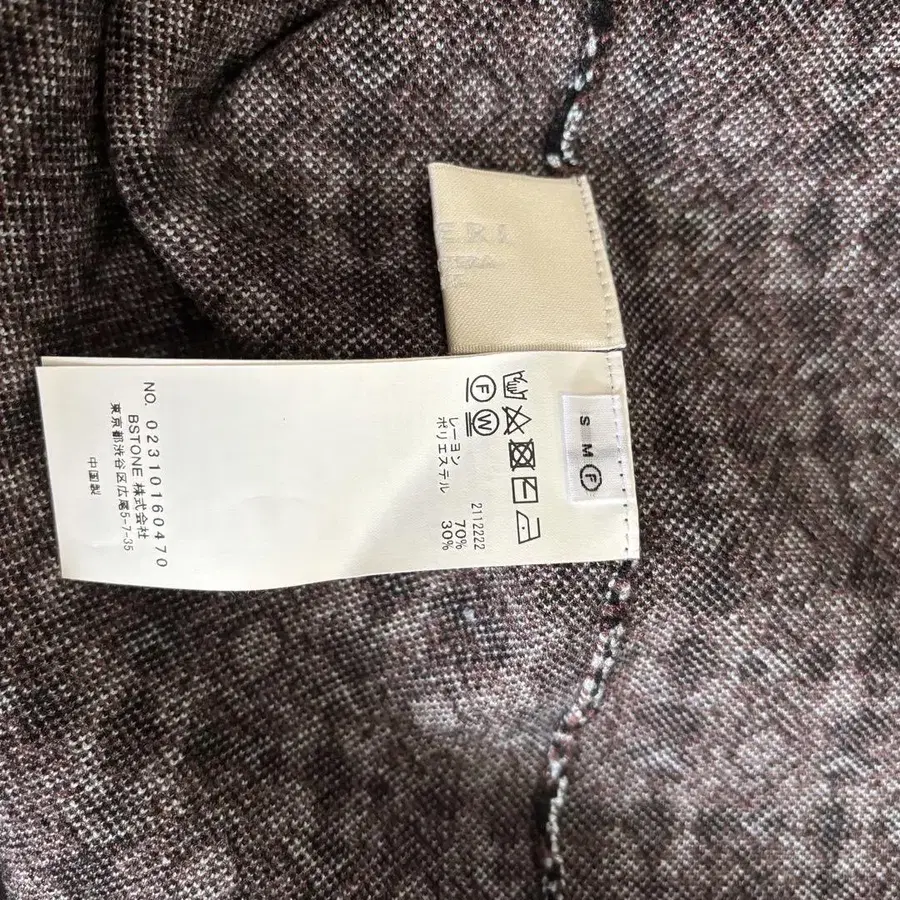 ERI
S M F
F W
2112222
レーヨン 70%
ポリエステル 30%
NO. 02310160470
BSTONE 株式会社
東京都渋谷区広尾5-7-35
中国製